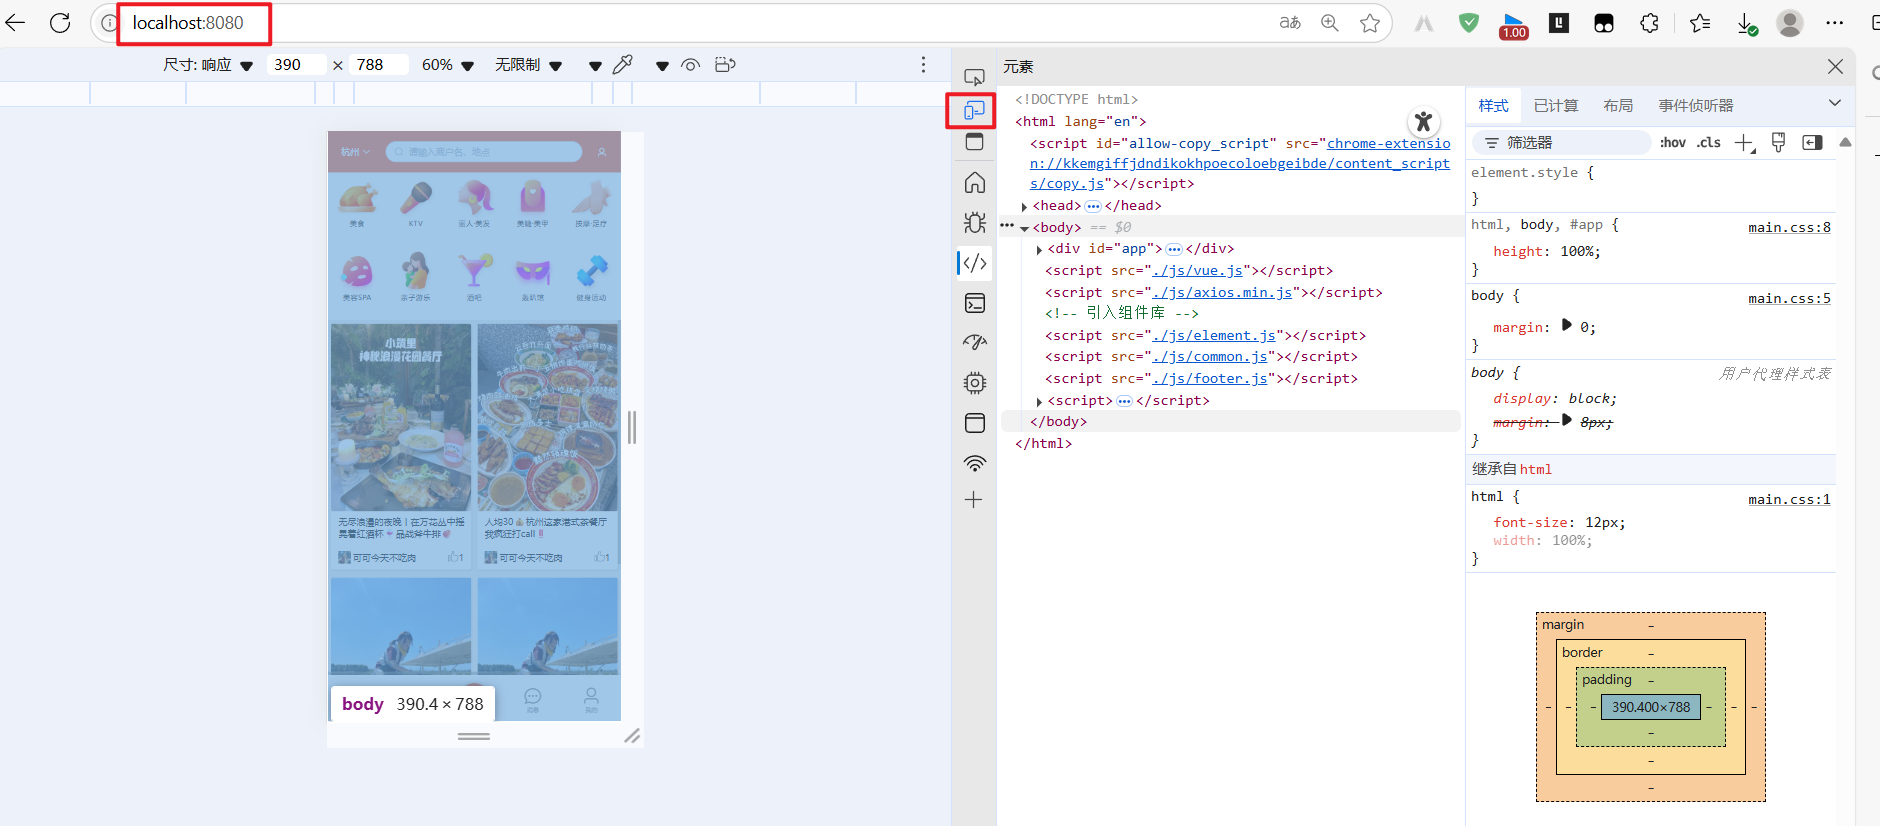 localhost:8080
aあ
1.00
尺寸: 响应 390 × 788 60% 无限制
元素
<!DOCTYPE html>
<html lang="en">
<script id="allow-copy_script" src="chrome-extensio
n://kkemgiffjdndikokhpoecoloebgeibde/content_script
s/copy.js"></script>
<head>…</head>
<body> == $0
<div id="app">…</div>
<script src="./js/vue.js"></script>
<script src="./js/axios.min.js"></script>
<!-- 引入组件库 -->
<script src="./js/element.js"></script>
<script src="./js/common.js"></script>
<script src="./js/footer.js"></script>
<script>…</script>
</body>
</html>
样式 已计算 布局 事件侦听器
筛选器 :hov .cls
element.style {
}
html, body, #app { main.css:8
height: 100%;
}
body { main.css:5
margin: 0;
}
body { 用户代理样式表
display: block;
margin: 8px;
}
继承自 html
html { main.css:1
font-size: 12px;
width: 100%;
}
margin –
border –
padding –
– – – 390.400×788 – – –
–
–
–
杭州 请输入商户名、地点
美食 KTV 丽人·美发 美睫·美甲 按摩·足疗
美容SPA 亲子游乐 酒吧 轰趴馆 健身运动
小筑里
神秘浪漫花园餐厅
无尽浪漫的夜晚丨在万花丛中摇
晃着红酒杯🍷品战斧牛排🥩
可可今天不吃肉 1
人均30💰杭州这家港式茶餐厅
我疯狂打call‼️
可可今天不吃肉 1
body 390.4 × 788